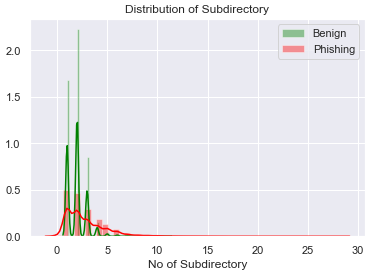 Distribution of Subdirectory
Benign
Phishing
2.0
1.5
1.0
0.5
0.0
0 5 10 15 20 25 30
No of Subdirectory